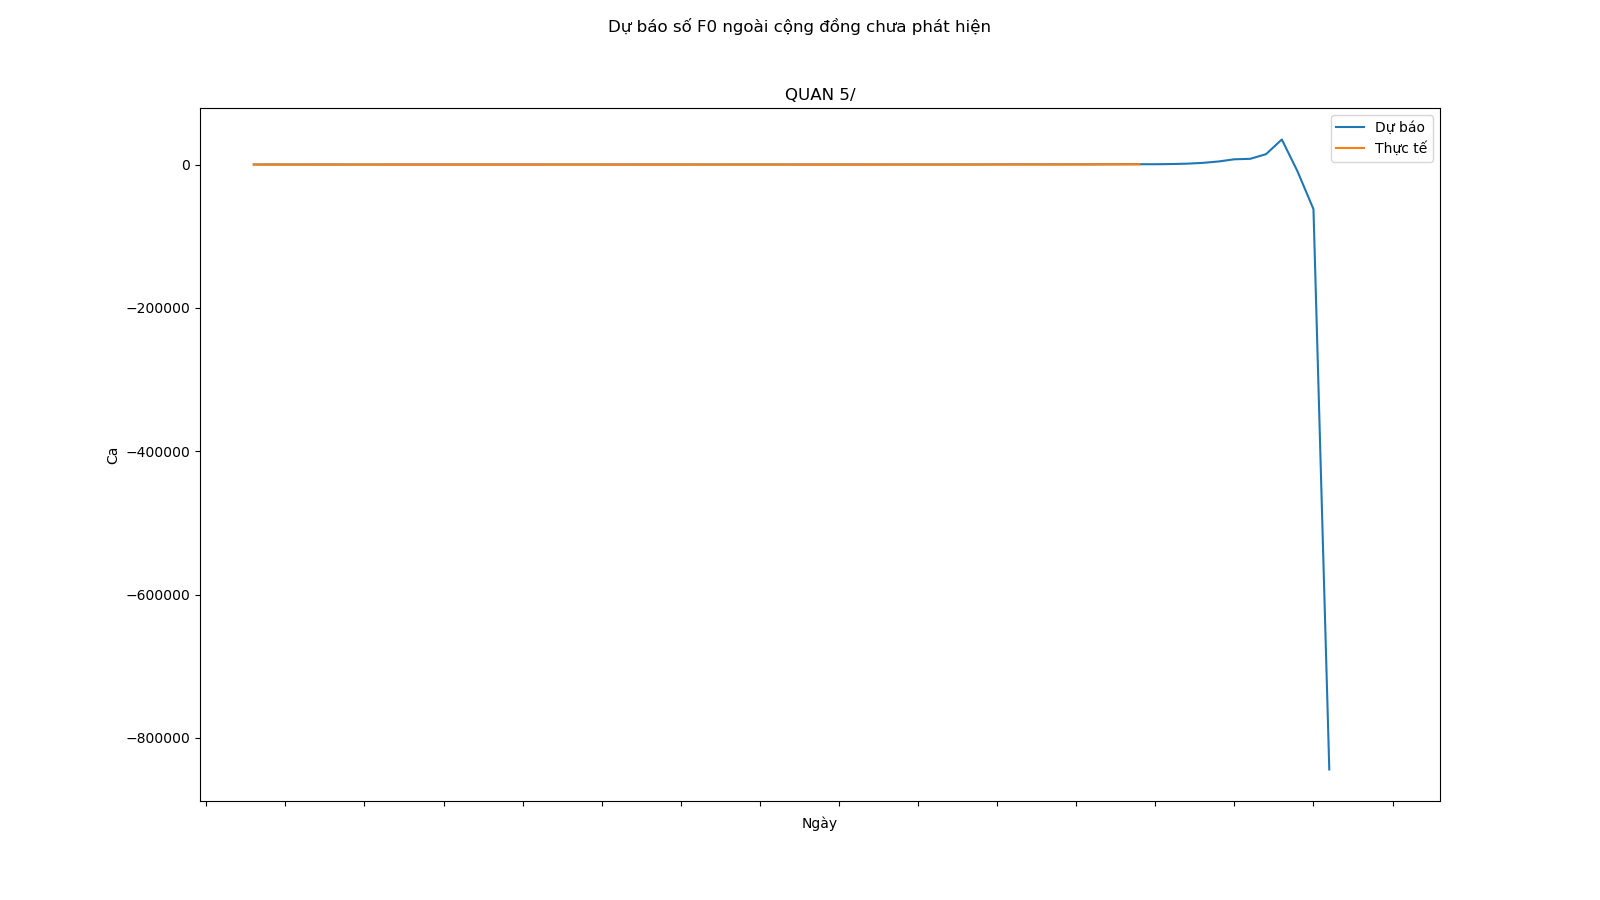 Dự báo số F0 ngoài cộng đồng chưa phát hiện
QUAN 5/
Dự báo
Thực tế
0
−200000
−400000
−600000
−800000
Ca
Ngày